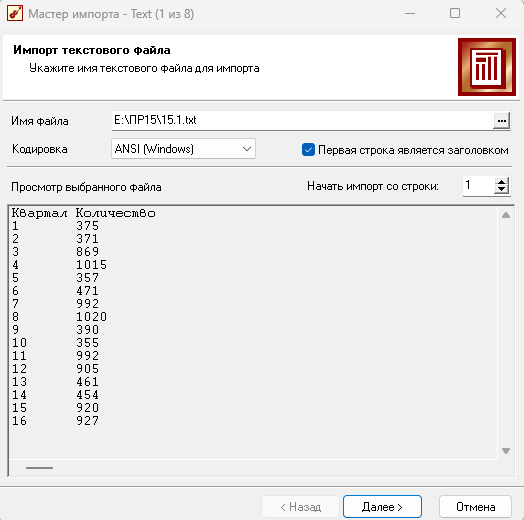 Мастер импорта - Text (1 из 8)
Импорт текстового файла
Укажите имя текстового файла для импорта
Имя файла E:\ПР15\15.1.txt ...
Кодировка ANSI (Windows) Первая строка является заголовком
Просмотр выбранного файла Начать импорт со строки: 1
Квартал Количество
1 375
2 371
3 869
4 1015
5 357
6 471
7 992
8 1020
9 390
10 355
11 992
12 905
13 461
14 454
15 920
16 927
< Назад Далее > Отмена